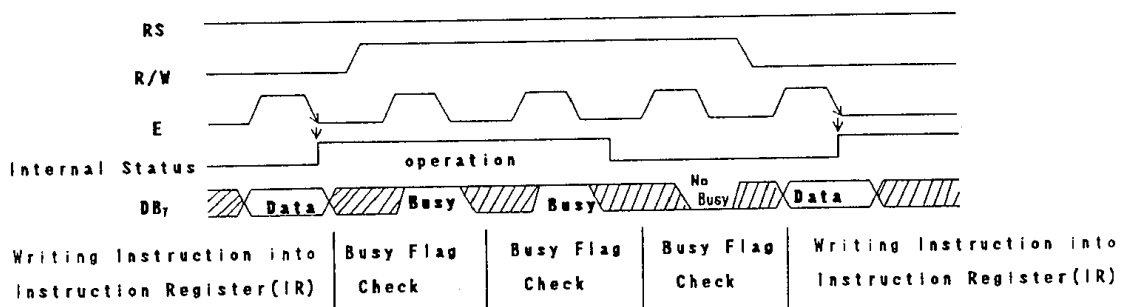 RS
R/W
E
Internal Status operation
DB7 Data Busy Busy No Busy Data
Writing Instruction into Busy Flag Busy Flag Busy Flag Writing Instruction into
Instruction Register(IR) Check Check Check Instruction Register(IR)